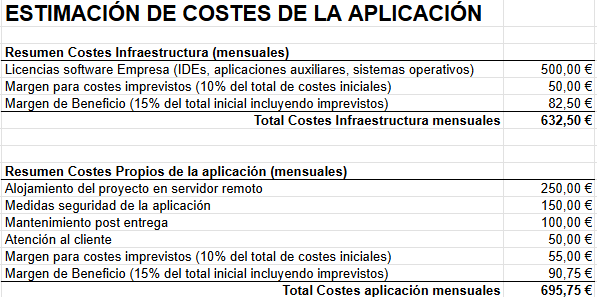 ESTIMACIÓN DE COSTES DE LA APLICACIÓN
Resumen Costes Infraestructura (mensuales)
Licencias software Empresa (IDEs, aplicaciones auxiliares, sistemas operativos) 500,00 €
Margen para costes imprevistos (10% del total de costes iniciales) 50,00 €
Margen de Beneficio (15% del total inicial incluyendo imprevistos) 82,50 €
Total Costes Infraestructura mensuales 632,50 €
Resumen Costes Propios de la aplicación (mensuales)
Alojamiento del proyecto en servidor remoto 250,00 €
Medidas seguridad de la aplicación 150,00 €
Mantenimiento post entrega 100,00 €
Atención al cliente 50,00 €
Margen para costes imprevistos (10% del total de costes iniciales) 55,00 €
Margen de Beneficio (15% del total inicial incluyendo imprevistos) 90,75 €
Total Costes aplicación mensuales 695,75 €